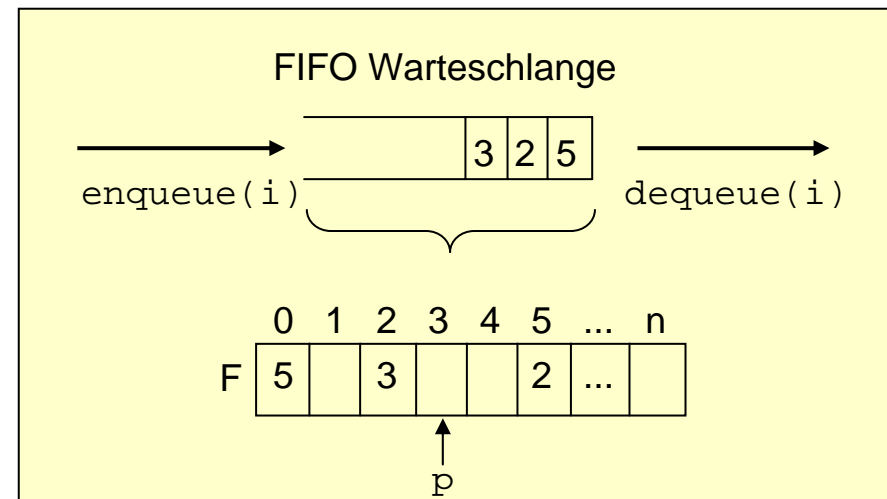 FIFO Warteschlange
3 2 5
enqueue(i) dequeue(i)
0 1 2 3 4 5 ... n
F 5 3 2 ...
p